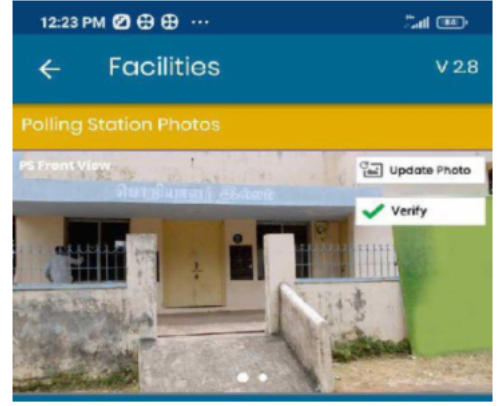 12:23 PM
Facilities
V 2.8
Polling Station Photos
PS Front View
Update Photo
Verify